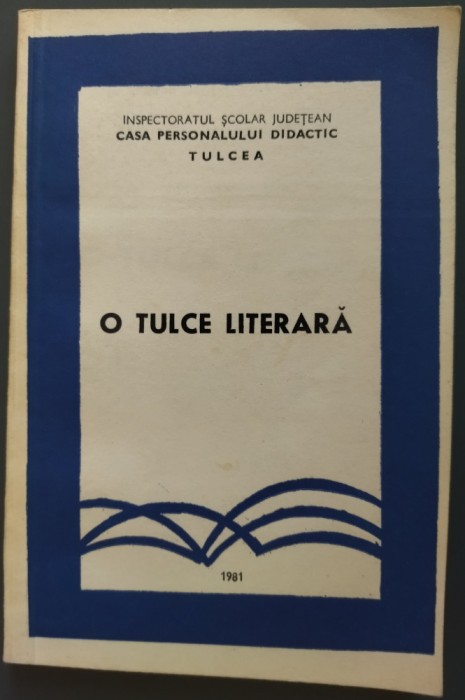 INSPECTORATUL ŞCOLAR JUDEŢEAN
CASA PERSONALULUI DIDACTIC
TULCEA
O TULCE LITERARĂ
1981